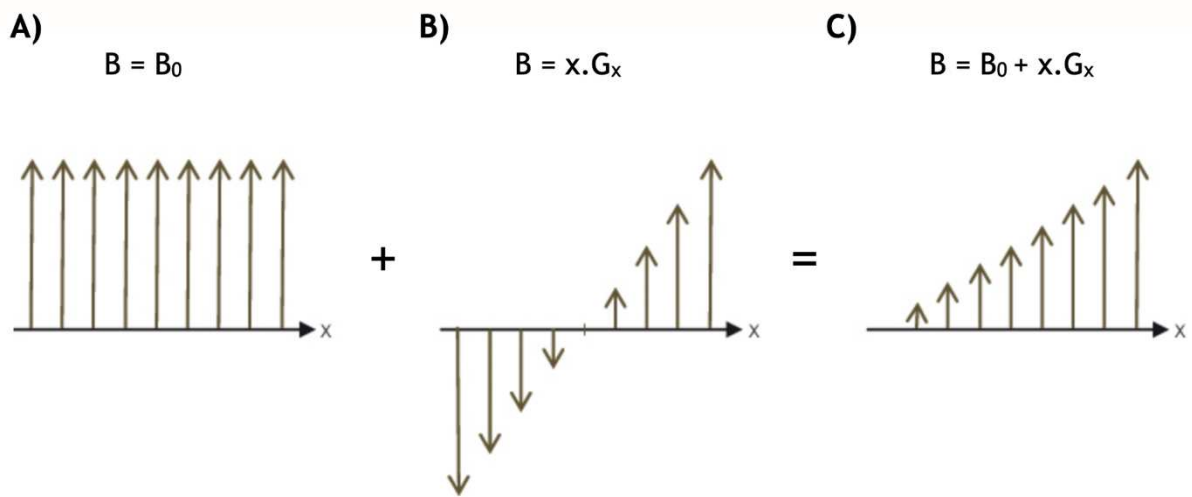 A)
B = B₀
B)
B = x.Gₓ
C)
B = B₀ + x.Gₓ
x
+
x
=
x